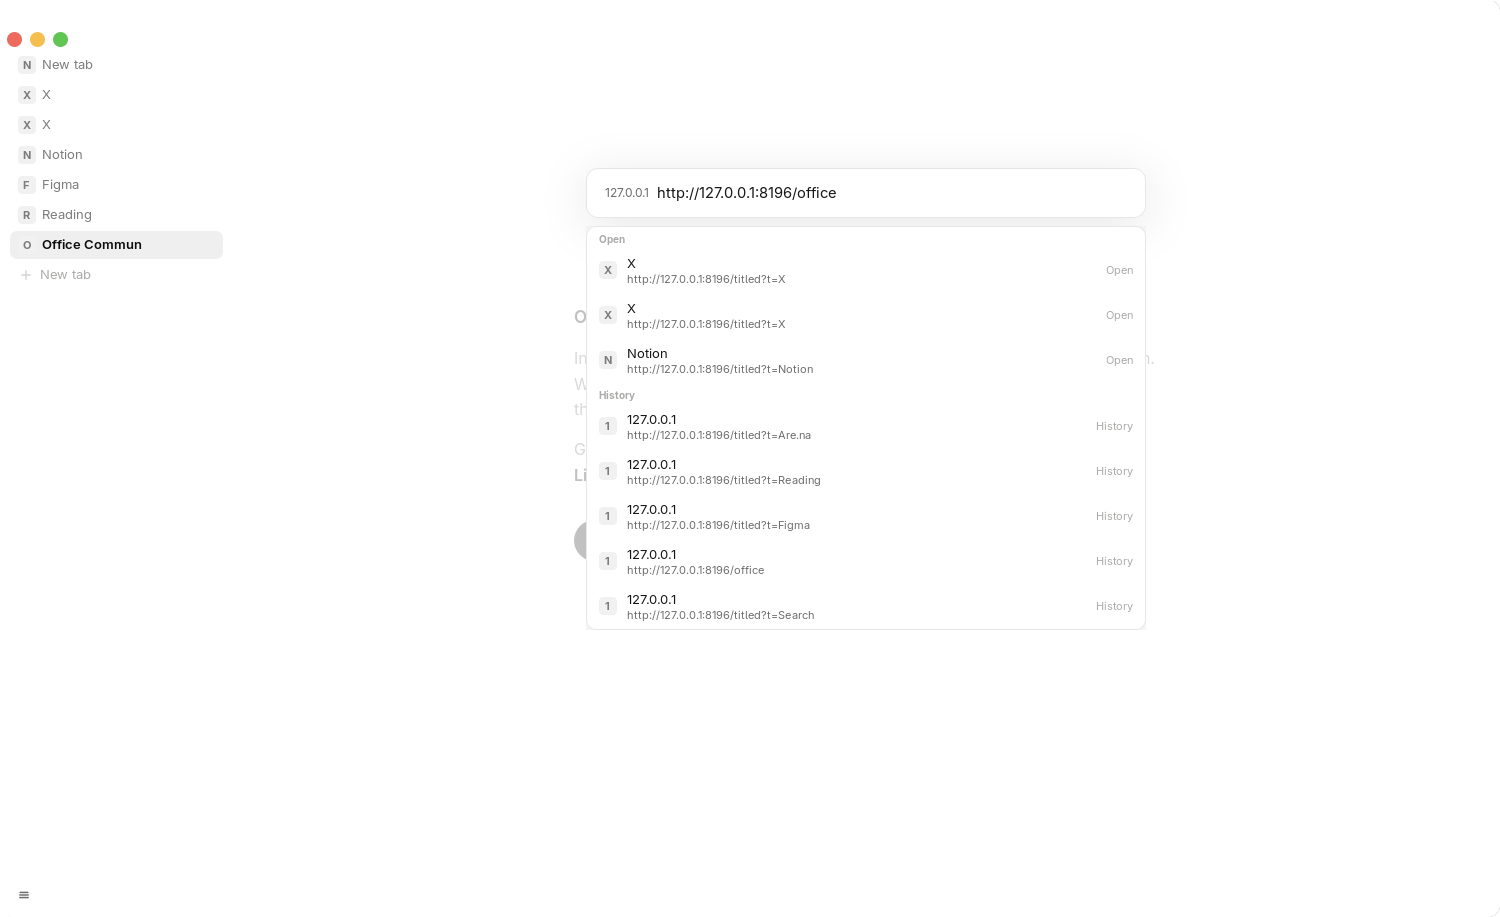 N New tab
X X
X X
N Notion
F Figma
R Reading
O Office Commun
+ New tab
127.0.0.1 http://127.0.0.1:8196/office
Open
X X
http://127.0.0.1:8196/titled?t=X
Open
X X
http://127.0.0.1:8196/titled?t=X
Open
N Notion
http://127.0.0.1:8196/titled?t=Notion
Open
History
1 127.0.0.1
http://127.0.0.1:8196/titled?t=Are.na
History
1 127.0.0.1
http://127.0.0.1:8196/titled?t=Reading
History
1 127.0.0.1
http://127.0.0.1:8196/titled?t=Figma
History
1 127.0.0.1
http://127.0.0.1:8196/office
History
1 127.0.0.1
http://127.0.0.1:8196/titled?t=Search
History